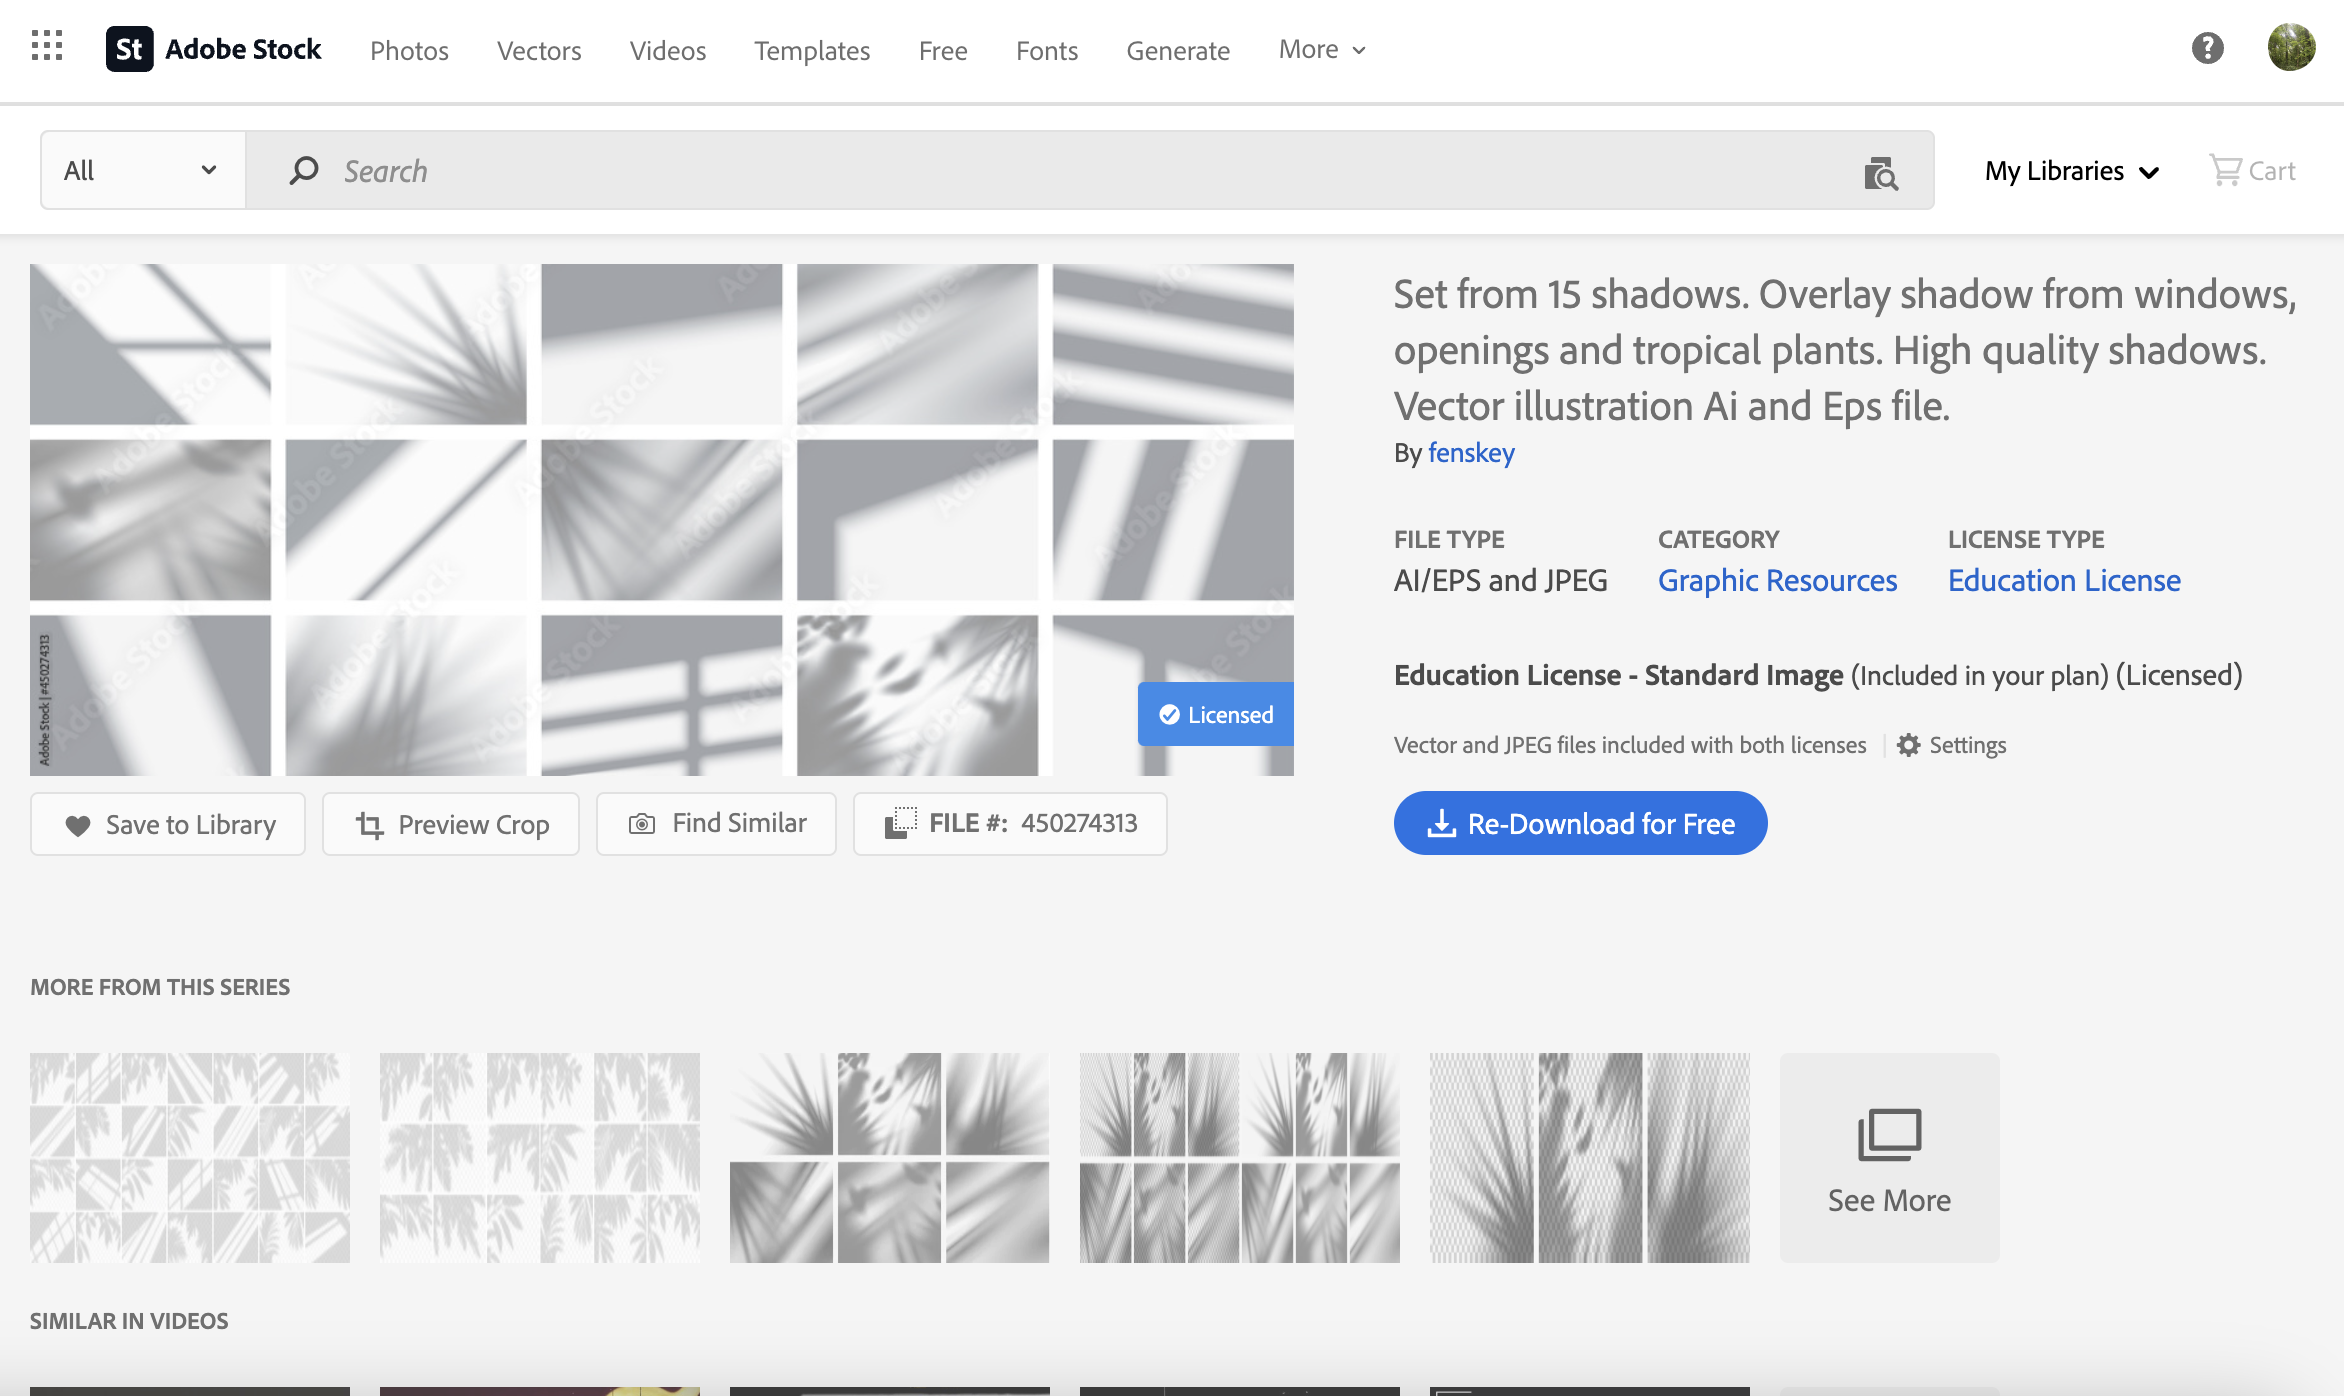 St Adobe Stock Photos Vectors Videos Templates Free Fonts Generate More
All Search My Libraries Cart
Set from 15 shadows. Overlay shadow from windows,
openings and tropical plants. High quality shadows.
Vector illustration Ai and Eps file.
By fenskey
FILE TYPE CATEGORY LICENSE TYPE
AI/EPS and JPEG Graphic Resources Education License
Education License - Standard Image (Included in your plan) (Licensed)
Adobe Stock | #450274313
Licensed
Vector and JPEG files included with both licenses Settings
Save to Library Preview Crop Find Similar FILE #: 450274313
Re-Download for Free
MORE FROM THIS SERIES
See More
SIMILAR IN VIDEOS